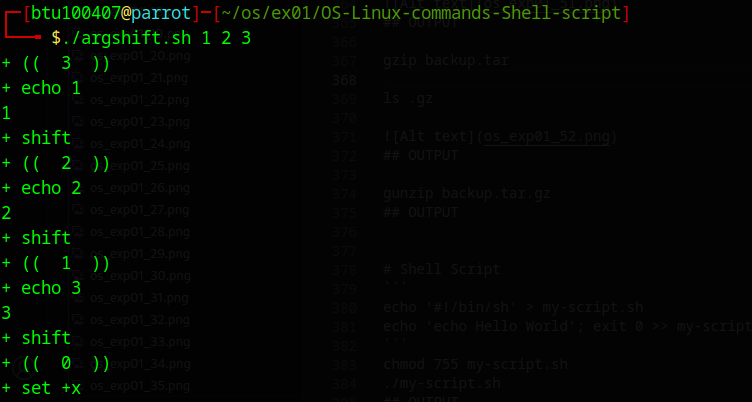 ┌─[btu100407@parrot]─[~/os/ex01/OS-Linux-commands-Shell-script]
└──╼ $./argshift.sh 1 2 3
+ ((  3  ))
+ echo 1
1
+ shift
+ ((  2  ))
+ echo 2
2
+ shift
+ ((  1  ))
+ echo 3
3
+ shift
+ ((  0  ))
+ set +x
os_exp01_20.png
os_exp01_21.png
os_exp01_22.png
os_exp01_23.png
os_exp01_24.png
os_exp01_25.png
os_exp01_26.png
os_exp01_27.png
os_exp01_28.png
os_exp01_29.png
os_exp01_30.png
os_exp01_31.png
os_exp01_32.png
os_exp01_33.png
os_exp01_34.png
os_exp01_35.png
## OUTPUT
366
367 gzip backup.tar
368
369 ls .gz
370
371 ![Alt text](os_exp01_52.png)
372 ## OUTPUT
373
374 gunzip backup.tar.gz
375 ## OUTPUT
376
377
378 # Shell Script
379 ```
380 echo '#!/bin/sh' > my-script.sh
381 echo 'echo Hello World'; exit 0 >> my-script
382 ```
383 chmod 755 my-script.sh
384 ./my-script.sh
## OUTPUT